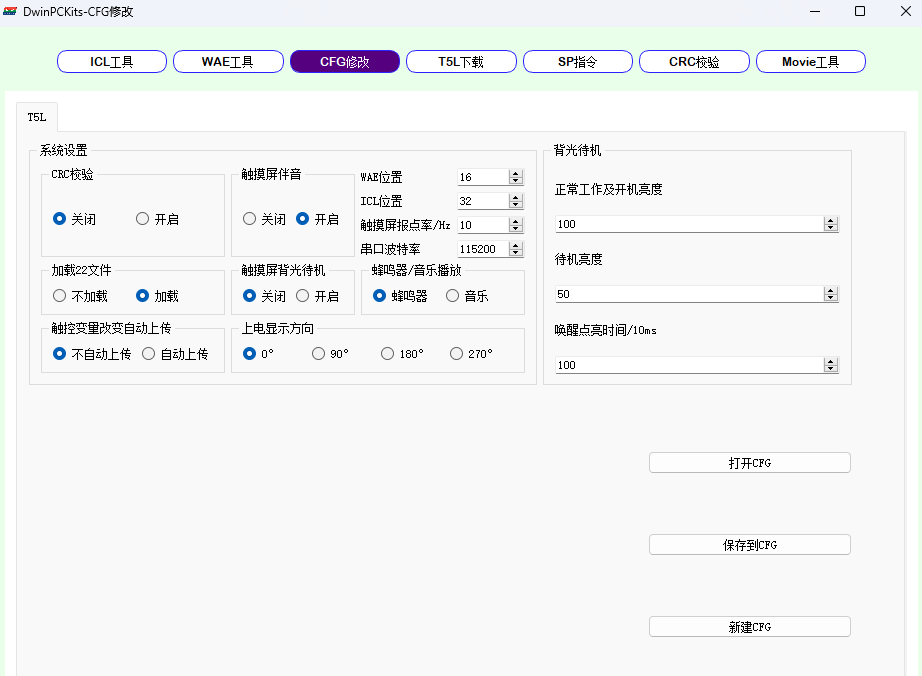 DwinPCKits-CFG修改
ICL工具 WAE工具 CFG修改 T5L下载 SP指令 CRC校验 Movie工具
T5L
系统设置
CRC校验
关闭 开启
触摸屏伴音
关闭 开启
WAE位置 16
ICL位置 32
触摸屏报点率/Hz 10
串口波特率 115200
加载22文件
不加载 加载
触摸屏背光待机
关闭 开启
蜂鸣器/音乐播放
蜂鸣器 音乐
触控变量改变自动上传
不自动上传 自动上传
上电显示方向
0° 90° 180° 270°
背光待机
正常工作及开机亮度
100
待机亮度
50
唤醒点亮时间/10ms
100
打开CFG
保存到CFG
新建CFG